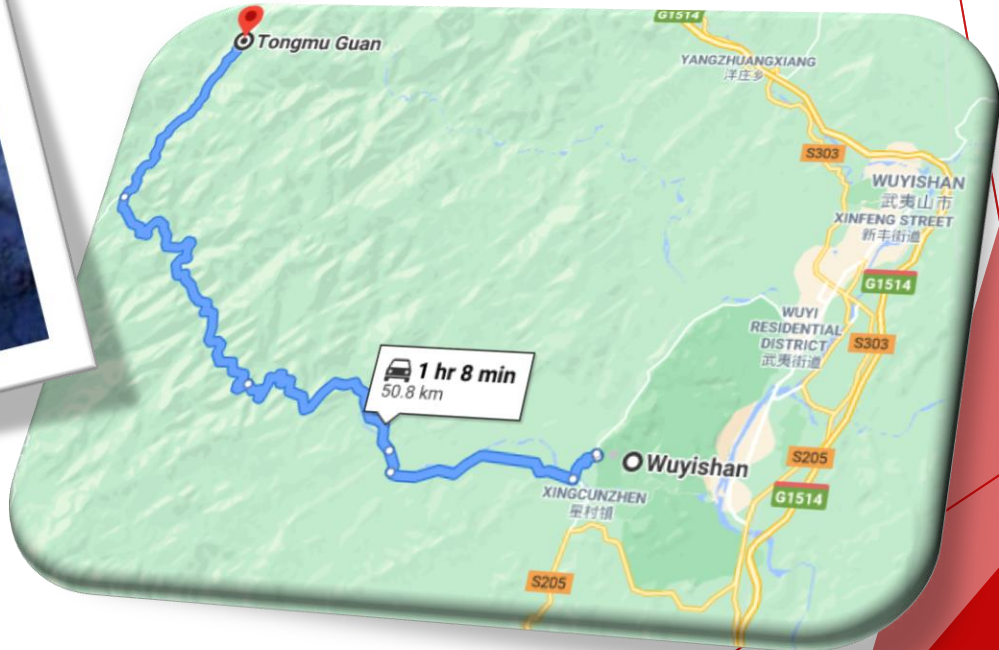 G1514
Tongmu Guan
YANGZHUANGXIANG
洋庄乡
S303
WUYISHAN
武夷山市
XINFENG STREET
新丰街道
G1514
WUYI
RESIDENTIAL
DISTRICT
武夷街道
S303
1 hr 8 min
50.8 km
Wuyishan
S205
G1514
XINGCUNZHEN
星村镇
S205